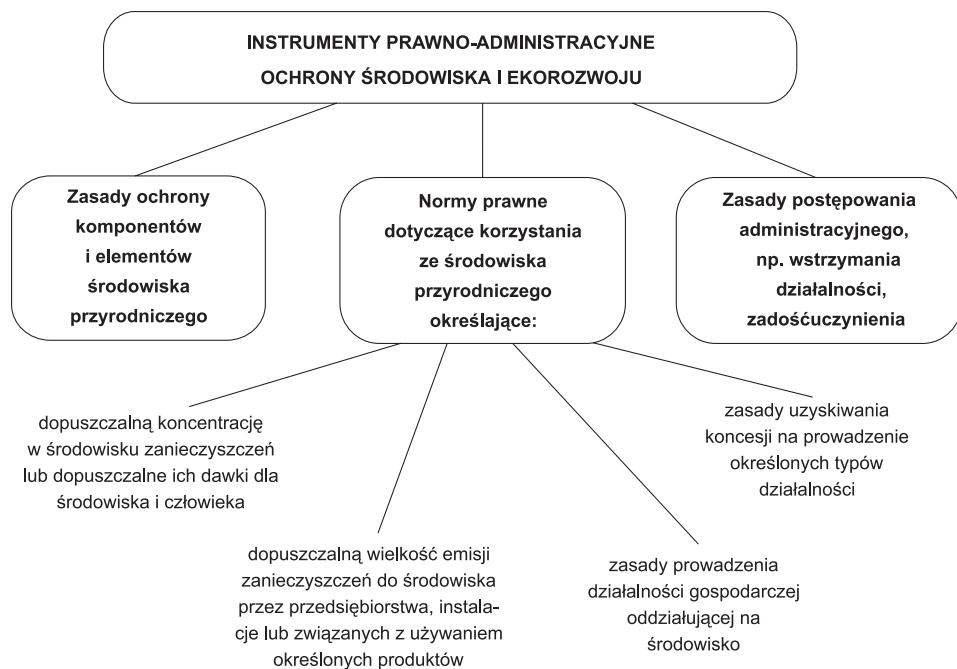 INSTRUMENTY PRAWNO-ADMINISTRACYJNE
OCHRONY ŚRODOWISKA I EKOROZWOJU
Zasady ochrony
komponentów
i elementów
środowiska
przyrodniczego
Normy prawne
dotyczące korzystania
ze środowiska
przyrodniczego
określające:
Zasady postępowania
administracyjnego,
np. wstrzymania
działalności,
zadośćuczynienia
dopuszczalną koncentrację
w środowisku zanieczyszczeń
lub dopuszczalne ich dawki dla
środowiska i człowieka
dopuszczalną wielkość emisji
zanieczyszczeń do środowiska
przez przedsiębiorstwa, instala-
cje lub związanych z używaniem
określonych produktów
zasady prowadzenia
działalności gospodarczej
oddziałującej na
środowisko
zasady uzyskiwania
koncesji na prowadzenie
określonych typów
działalności